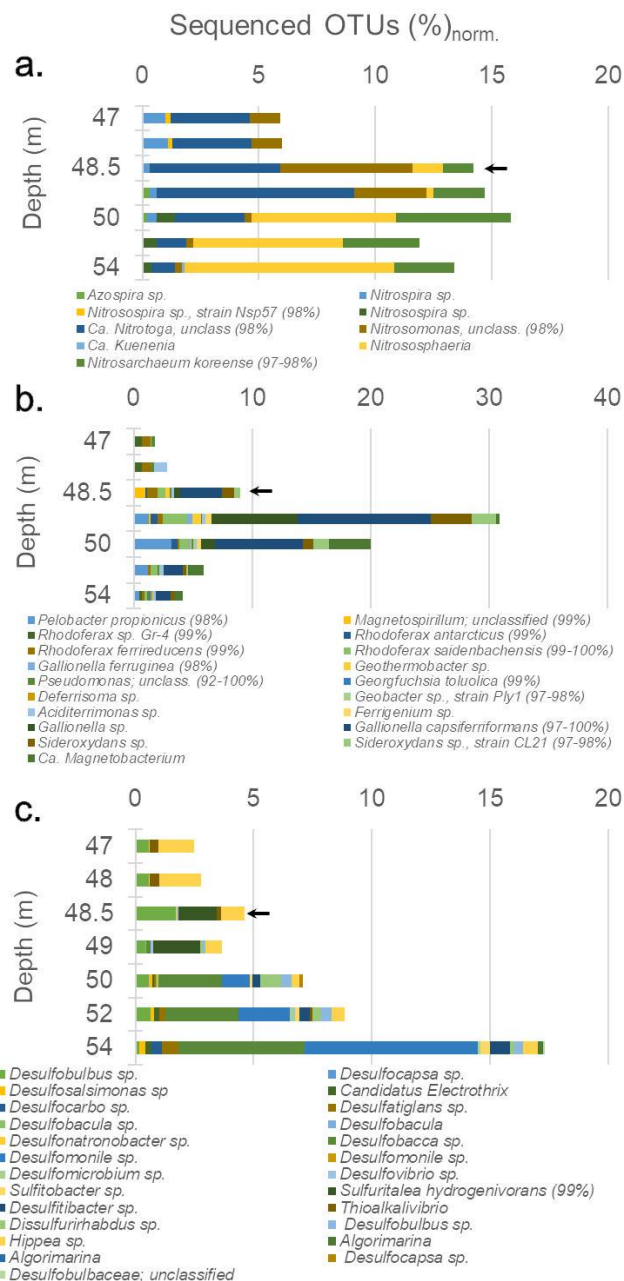 Sequenced OTUs (%)norm.
a.
0 5 10 15 20
Depth (m)
47
48.5
50
54
Azospira sp.
Nitrospira sp.
Nitrosospira sp., strain Nsp57 (98%)
Nitrosospira sp.
Ca. Nitrotoga, unclass (98%)
Nitrosomonas, unclass. (98%)
Ca. Kuenenia
Nitrososphaeria
Nitrosarchaeum koreense (97-98%)
b.
0 10 20 30 40
Depth (m)
47
48.5
50
54
Pelobacter propionicus (98%)
Magnetospirillum; unclassified (99%)
Rhodoferax sp. Gr-4 (99%)
Rhodoferax antarcticus (99%)
Rhodoferax ferrireducens (99%)
Rhodoferax saidenbachensis (99-100%)
Gallionella ferruginea (98%)
Geothermobacter sp.
Pseudomonas; unclass. (92-100%)
Georgfuchsia toluolica (99%)
Deferrisoma sp.
Geobacter sp., strain Ply1 (97-98%)
Aciditerrimonas sp.
Ferrigenium sp.
Gallionella sp.
Gallionella capsiferriformans (97-100%)
Sideroxydans sp.
Sideroxydans sp., strain CL21 (97-98%)
Ca. Magnetobacterium
c.
0 5 10 15 20
Depth (m)
47
48
48.5
49
50
52
54
Desulfobulbus sp.
Desulfocapsa sp.
Desulfosalsimonas sp
Candidatus Electrothrix
Desulfocarbo sp.
Desulfatiglans sp.
Desulfobacula sp.
Desulfobacula
Desulfonatronobacter sp.
Desulfobacca sp.
Desulfomonile sp.
Desulfomonile sp.
Desulfomicrobium sp.
Desulfovibrio sp.
Sulfitobacter sp.
Sulfuritalea hydrogenivorans (99%)
Desulfitibacter sp.
Thioalkalivibrio
Dissulfurirhabdus sp.
Desulfobulbus sp.
Hippea sp.
Algorimarina
Algorimarina
Desulfocapsa sp.
Desulfobulbaceae; unclassified